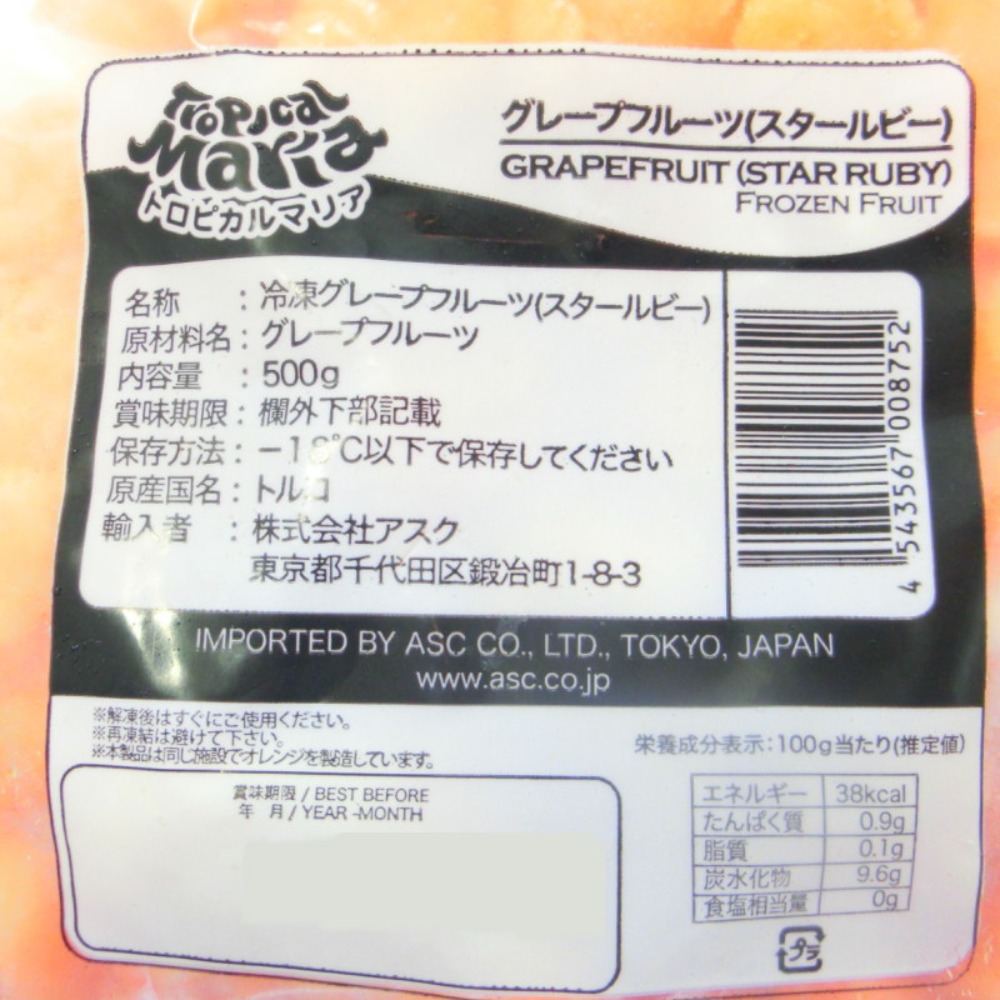 Tropical
Maria
トロピカルマリア
グレープフルーツ(スタールビー)
GRAPEFRUIT (STAR RUBY)
FROZEN FRUIT
名称 : 冷凍グレープフルーツ(スタールビー)
原材料名 : グレープフルーツ
内容量 : 500g
賞味期限 : 欄外下部記載
保存方法 : -18℃以下で保存してください
原産国名 : トルコ
輸入者 : 株式会社アスク
東京都千代田区鍛冶町1-8-3
4 543567 008752
IMPORTED BY ASC CO., LTD., TOKYO, JAPAN
www.asc.co.jp
※解凍後はすぐにご使用ください。
※再凍結は避けて下さい。
※本製品は同じ施設でオレンジを製造しています。
賞味期限 / BEST BEFORE
年 月 / YEAR -MONTH
栄養成分表示:100g当たり(推定値)
エネルギー 38kcal
たんぱく質 0.9g
脂質 0.1g
炭水化物 9.6g
食塩相当量 0g
プラ